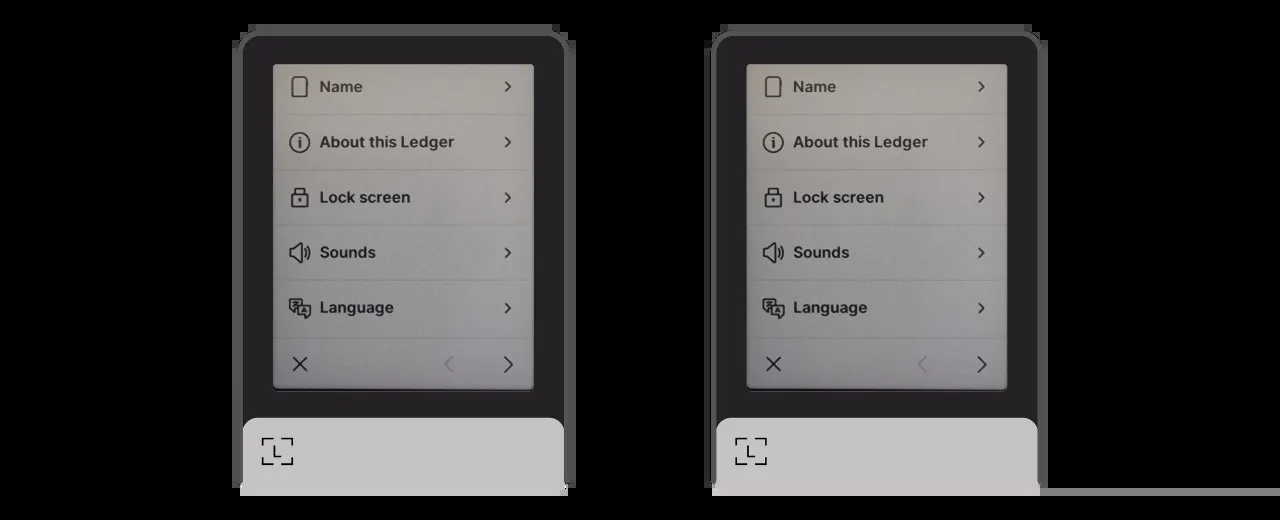 Name
About this Ledger
Lock screen
Sounds
Language
L
Name
About this Ledger
Lock screen
Sounds
Language
L